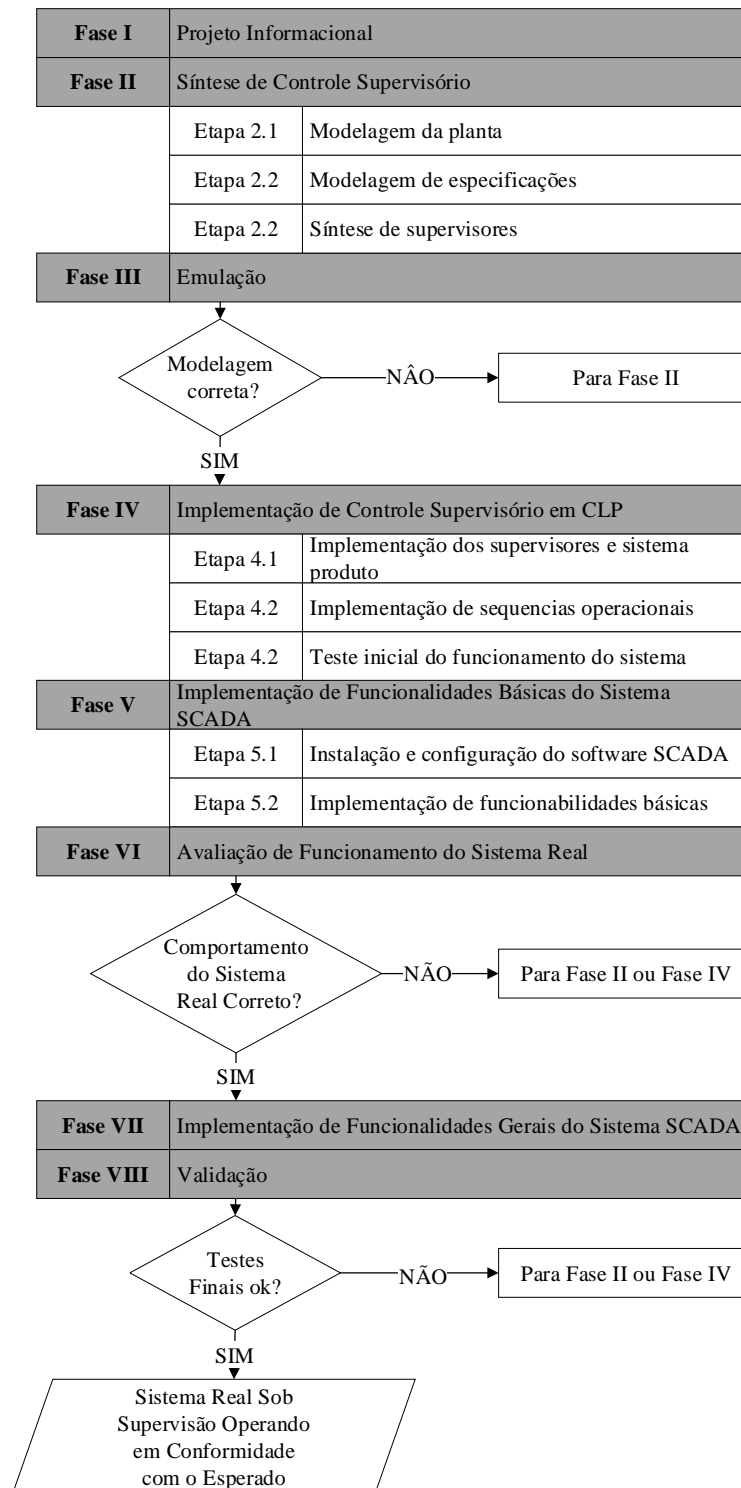 Fase I Projeto Informacional
Fase II Síntese de Controle Supervisório
Etapa 2.1 Modelagem da planta
Etapa 2.2 Modelagem de especificações
Etapa 2.2 Síntese de supervisores
Fase III Emulação
Modelagem
correta?
NÂO
Para Fase II
SIM
Fase IV Implementação de Controle Supervisório em CLP
Etapa 4.1 Implementação dos supervisores e sistema
produto
Etapa 4.2 Implementação de sequencias operacionais
Etapa 4.2 Teste inicial do funcionamento do sistema
Fase V Implementação de Funcionalidades Básicas do Sistema
SCADA
Etapa 5.1 Instalação e configuração do software SCADA
Etapa 5.2 Implementação de funcionabilidades básicas
Fase VI Avaliação de Funcionamento do Sistema Real
Comportamento
do Sistema
Real Correto?
NÃO
Para Fase II ou Fase IV
SIM
Fase VII Implementação de Funcionalidades Gerais do Sistema SCADA
Fase VIII Validação
Testes
Finais ok?
NÃO
Para Fase II ou Fase IV
SIM
Sistema Real Sob
Supervisão Operando
em Conformidade
com o Esperado